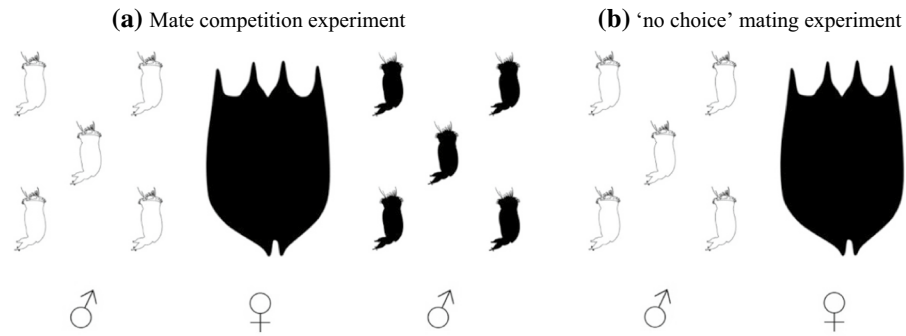 (a) Mate competition experiment
(b) ‘no choice’ mating experiment
♂ ♀ ♂ ♂ ♀